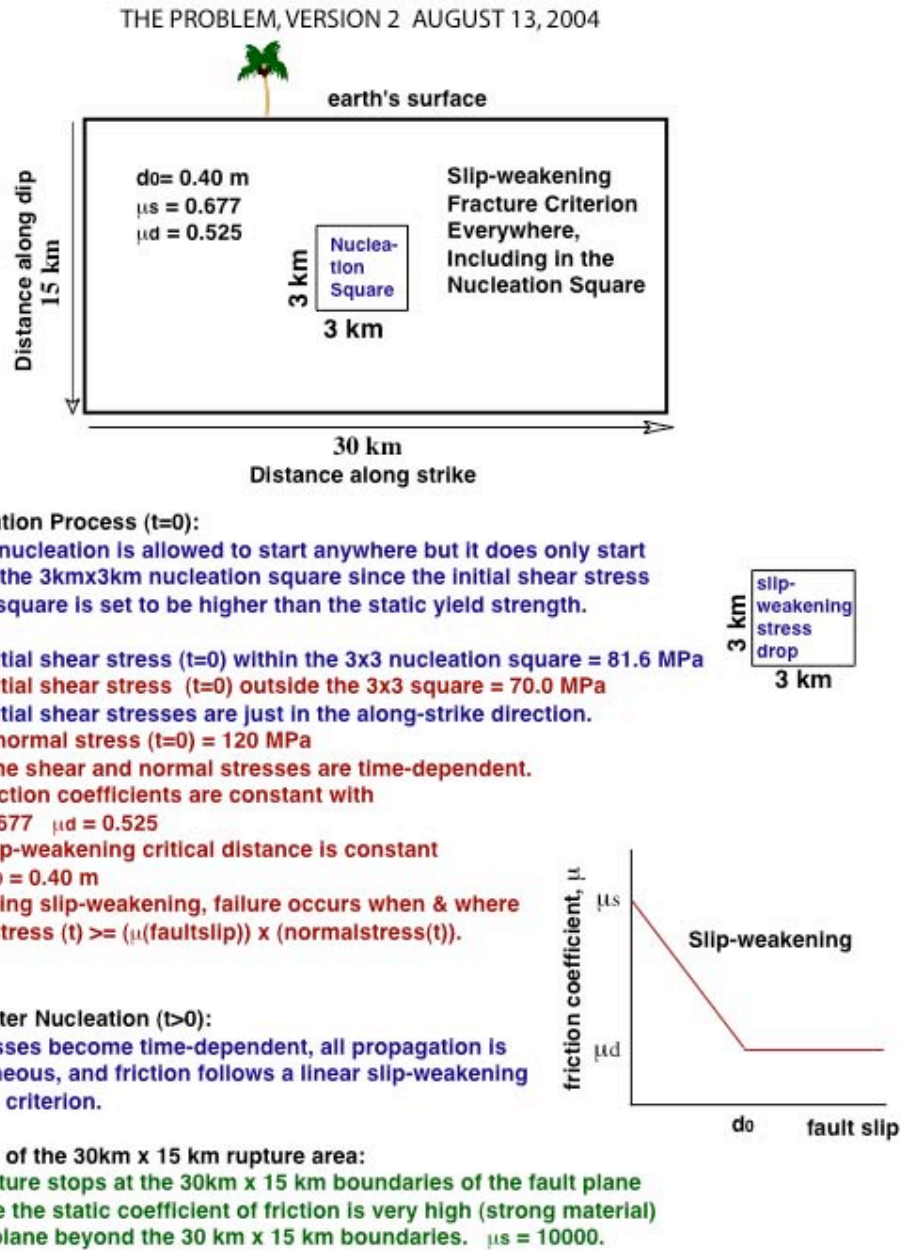 THE PROBLEM, VERSION 2 AUGUST 13, 2004
earth's surface
Distance along dip
15 km
d0= 0.40 m
μs = 0.677
μd = 0.525
3 km
Nuclea-
tion
Square
3 km
Slip-weakening
Fracture Criterion
Everywhere,
Including in the
Nucleation Square
30 km
Distance along strike
ution Process (t=0):
nucleation is allowed to start anywhere but it does only start
the 3kmx3km nucleation square since the initial shear stress
square is set to be higher than the static yield strength.
3 km
slip-
weakening
stress
drop
3 km
tial shear stress (t=0) within the 3x3 nucleation square = 81.6 MPa
tial shear stress (t=0) outside the 3x3 square = 70.0 MPa
tial shear stresses are just in the along-strike direction.
normal stress (t=0) = 120 MPa
ne shear and normal stresses are time-dependent.
ction coefficients are constant with
677 μd = 0.525
p-weakening critical distance is constant
= 0.40 m
ing slip-weakening, failure occurs when & where
tress (t) >= (μ(faultslip)) x (normalstress(t)).
friction coefficient, μ
μs
Slip-weakening
μd
d0
fault slip
ter Nucleation (t>0):
sses become time-dependent, all propagation is
neous, and friction follows a linear slip-weakening
criterion.
of the 30km x 15 km rupture area:
ture stops at the 30km x 15 km boundaries of the fault plane
e the static coefficient of friction is very high (strong material)
plane beyond the 30 km x 15 km boundaries. μs = 10000.